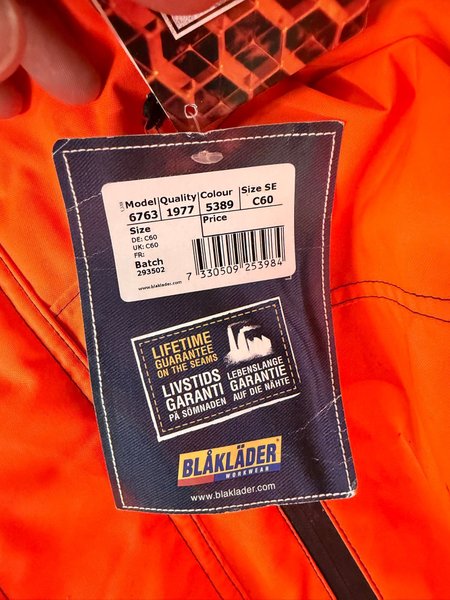 Model Quality Colour Size SE
6763 1977 5389 C60
Size Price
DE: C60
UK: C60
FR:
Batch
293502
7 330509 253984
www.blaklader.com
LIFETIME
GUARANTEE
ON THE SEAMS
LIVSTIDS
GARANTI
PÅ SÖMNADEN
LEBENSLANGE
GARANTIE
AUF DIE NÄHTE
BLÅKLÄDER
WORKWEAR
www.blaklader.com